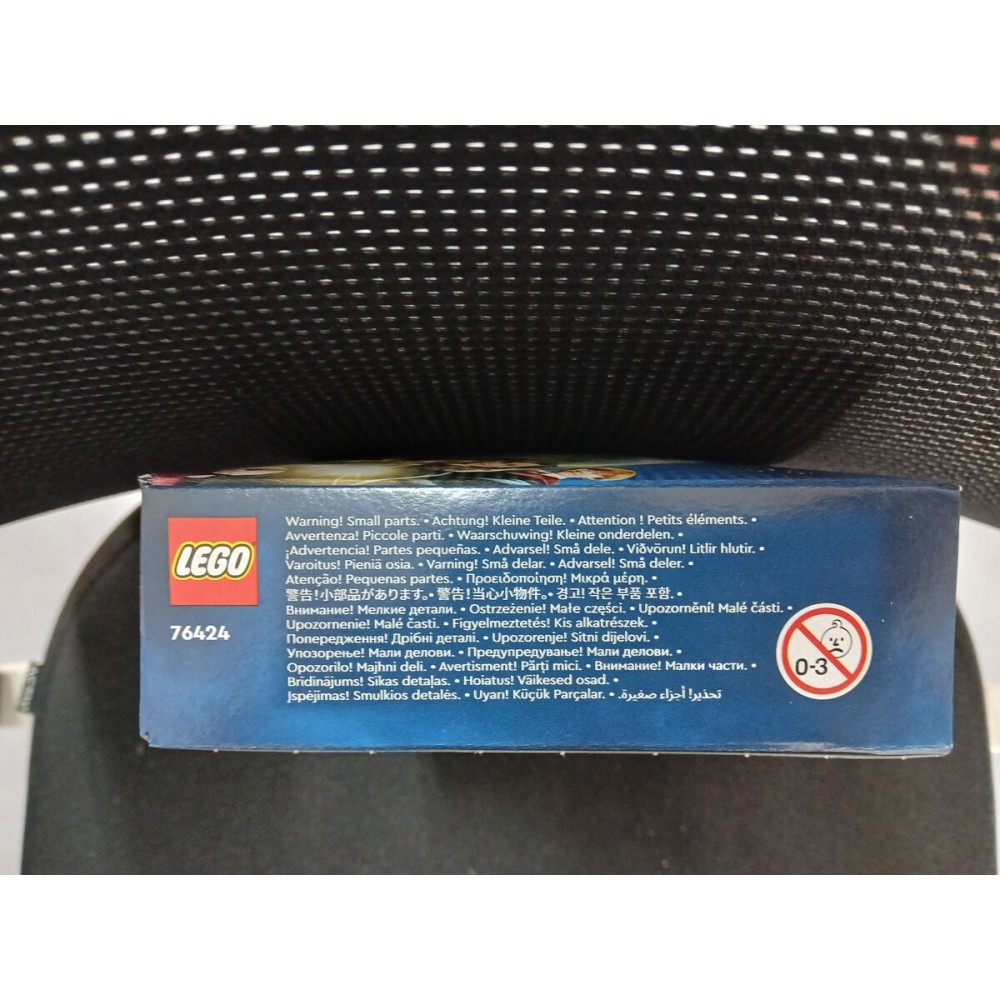 LEGO
76424
Warning! Small parts. • Achtung! Kleine Teile. • Attention ! Petits éléments. •
Avvertenza! Piccole parti. • Waarschuwing! Kleine onderdelen. •
¡Advertencia! Partes pequeñas. • Advarsel! Små dele. • Viðvörun! Litlir hlutir. •
Varoitus! Pieniä osia. • Varning! Små delar. • Advarsel! Små deler. •
Atenção! Pequenas partes. • Προειδοποίηση! Μικρά μέρη. •
警告!小部品があります。• 警告!当心小物件。• 경고! 작은 부품 포함. •
Внимание! Мелкие детали. • Ostrzeżenie! Małe części. • Upozornění! Malé části. •
Upozornenie! Malé časti. • Figyelmeztetés! Kis alkatrészek. •
Попередження! Дрібні деталі. • Upozorenje! Sitni dijelovi. •
Упозорење! Мали делови. • Предупредување! Мали делови. •
Opozorilo! Majhni deli. • Avertisment! Părți mici. • Внимание! Малки части. •
Brīdinājums! Sīkas detaļas. • Hoiatus! Väikesed osad. •
Įspėjimas! Smulkios detalės. • Uyarı! Küçük Parçalar. • تحذير! أجزاء صغيرة.
0-3